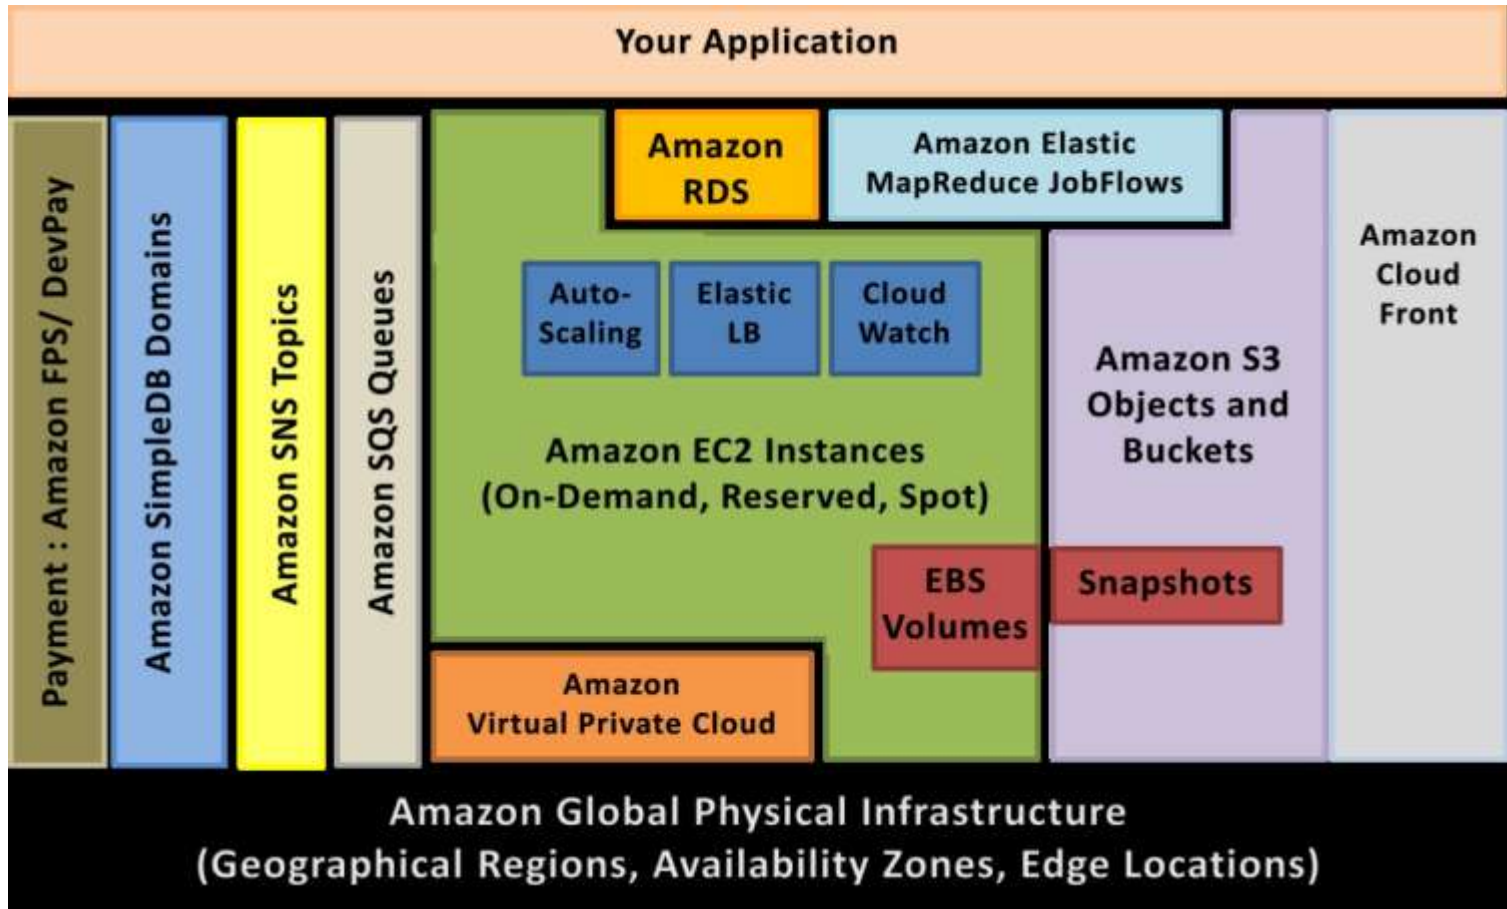 Your Application
Payment : Amazon FPS/ DevPay
Amazon SimpleDB Domains
Amazon SNS Topics
Amazon SQS Queues
Amazon
RDS
Amazon Elastic
MapReduce JobFlows
Auto-
Scaling
Elastic
LB
Cloud
Watch
Amazon EC2 Instances
(On-Demand, Reserved, Spot)
EBS
Volumes
Amazon
Virtual Private Cloud
Amazon S3
Objects and
Buckets
Snapshots
Amazon
Cloud
Front
Amazon Global Physical Infrastructure
(Geographical Regions, Availability Zones, Edge Locations)